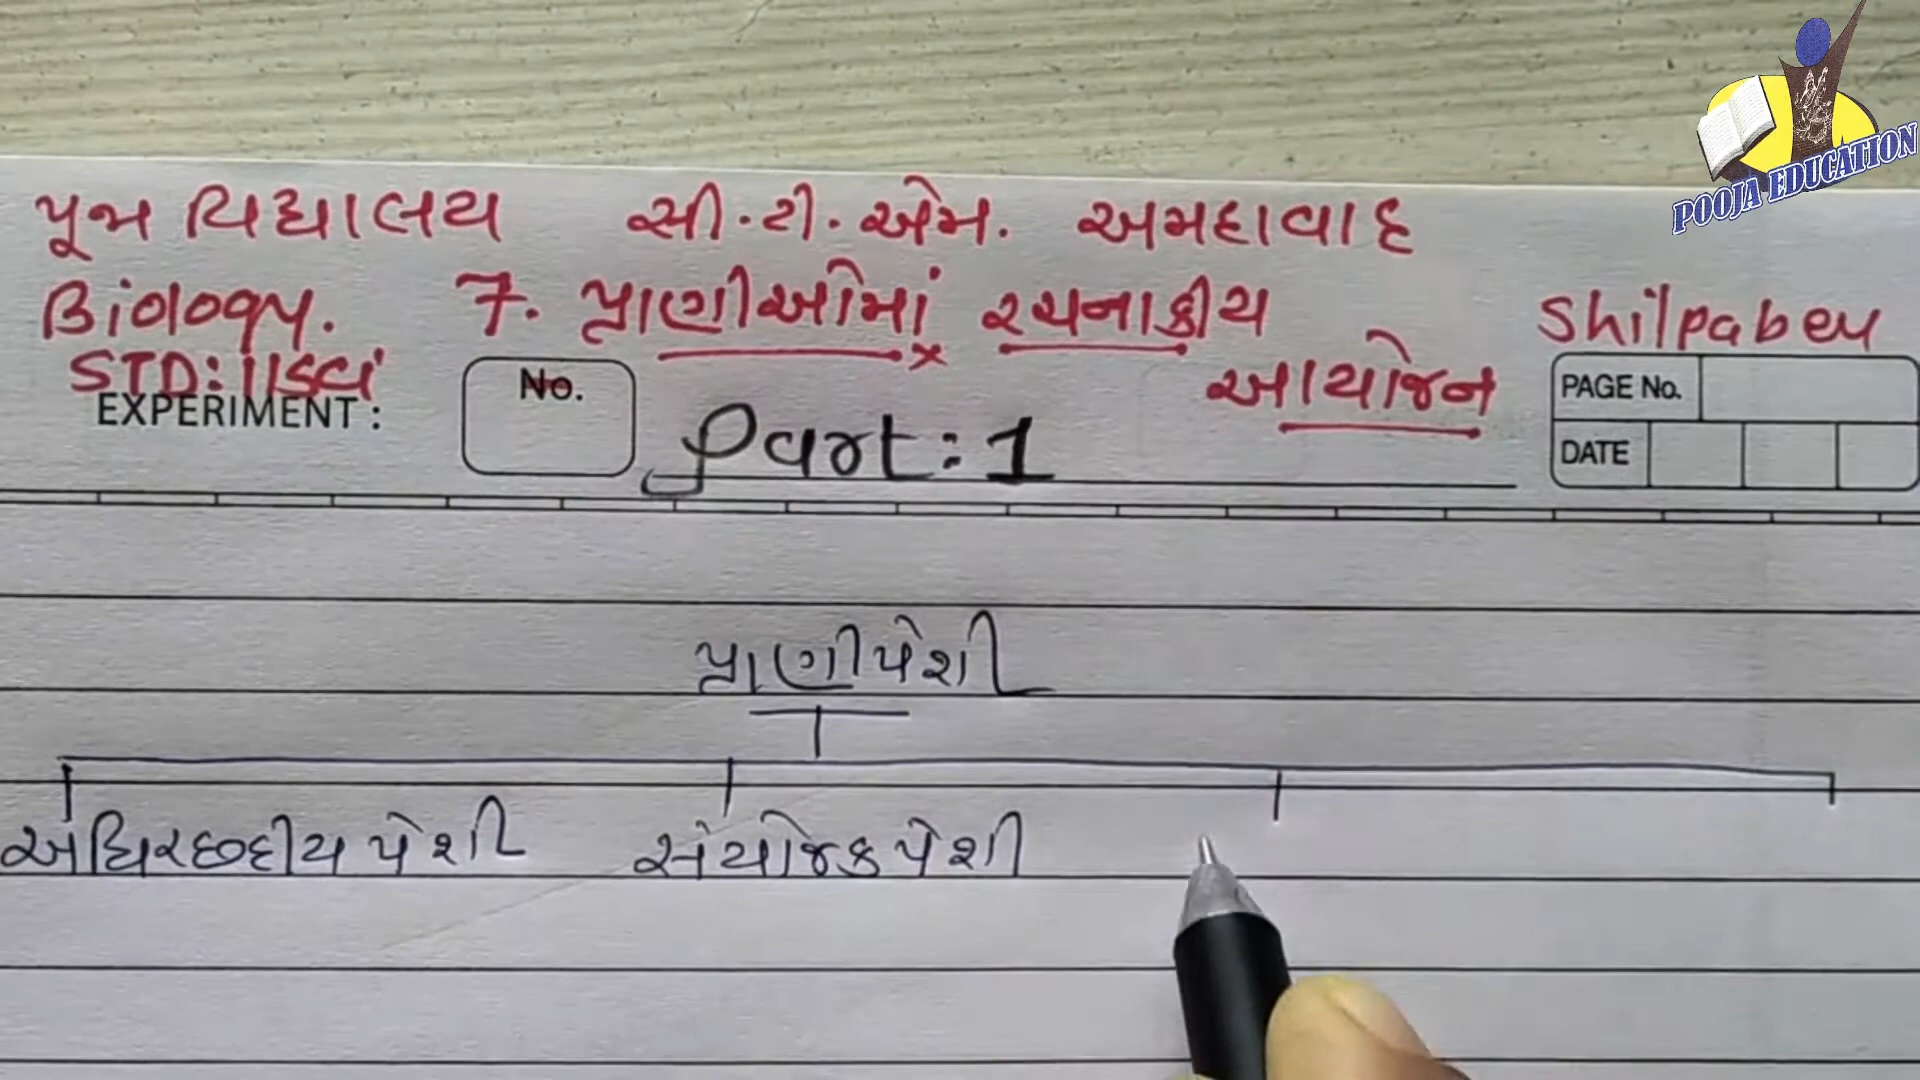 POOJA EDUCATION
પૂજા વિદ્યાલય સી.ટી.એમ. અમદાવાદ
Biology. 7. પ્રાણીઓમાં રચનાકીય Shilpaben
STD:11 sci આયોજન
EXPERIMENT : No. Part:1 PAGE No.
DATE
પ્રાણીપેશી
અધિચ્છદીય પેશી સંયોજક પેશી